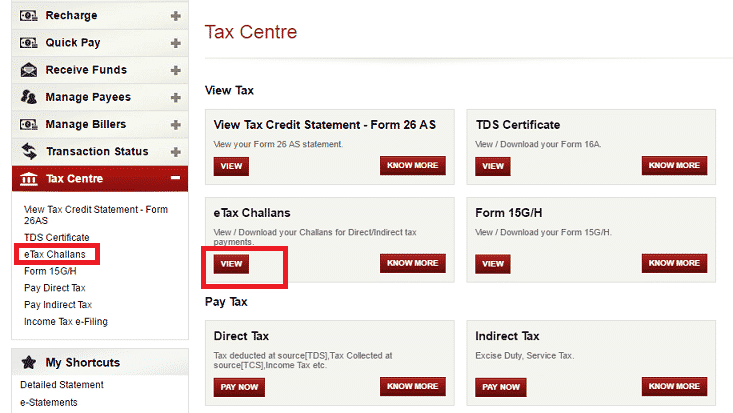 Recharge
Quick Pay
Receive Funds
Manage Payees
Manage Billers
Transaction Status
Tax Centre
View Tax Credit Statement - Form
26AS
TDS Certificate
eTax Challans
Form 15G/H
Pay Direct Tax
Pay Indirect Tax
Income Tax e-Filing
My Shortcuts
Detailed Statement
e-Statements
Tax Centre
View Tax
View Tax Credit Statement - Form 26 AS
View your Form 26 AS statement.
VIEW
KNOW MORE
TDS Certificate
View / Download your Form 16A.
VIEW
KNOW MORE
eTax Challans
View / Download your Challans for Direct/Indirect tax
payments.
VIEW
KNOW MORE
Form 15G/H
View / Download your Form 15G/H.
VIEW
KNOW MORE
Pay Tax
Direct Tax
Tax deducted at source[TDS],Tax Collected at
source[TCS],Income Tax etc.
PAY NOW
KNOW MORE
Indirect Tax
Excise Duty, Service Tax.
PAY NOW
KNOW MORE